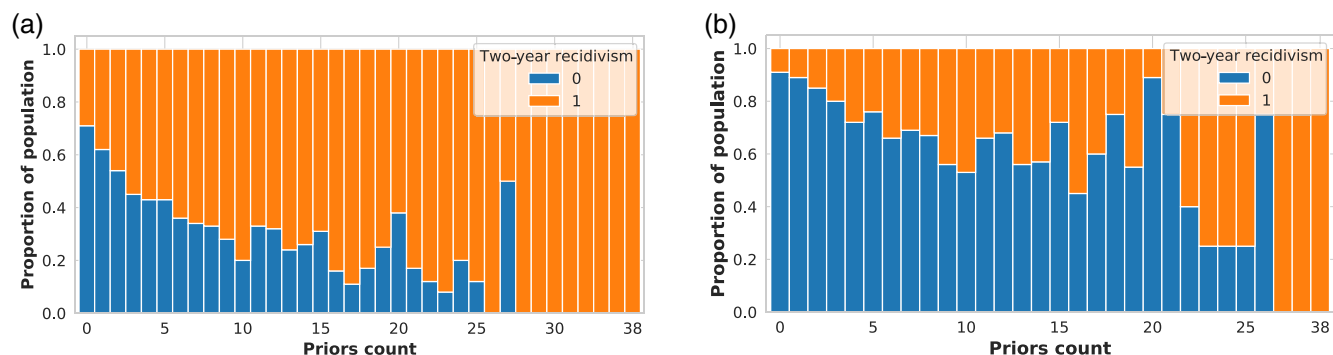 (a)
Two-year recidivism
0
1
1.0
0.8
0.6
0.4
0.2
0.0
Proportion of population
0 5 10 15 20 25 30 38
Priors count
(b)
Two-year recidivism
0
1
1.0
0.8
0.6
0.4
0.2
0.0
Proportion of population
0 5 10 15 20 25 38
Priors count